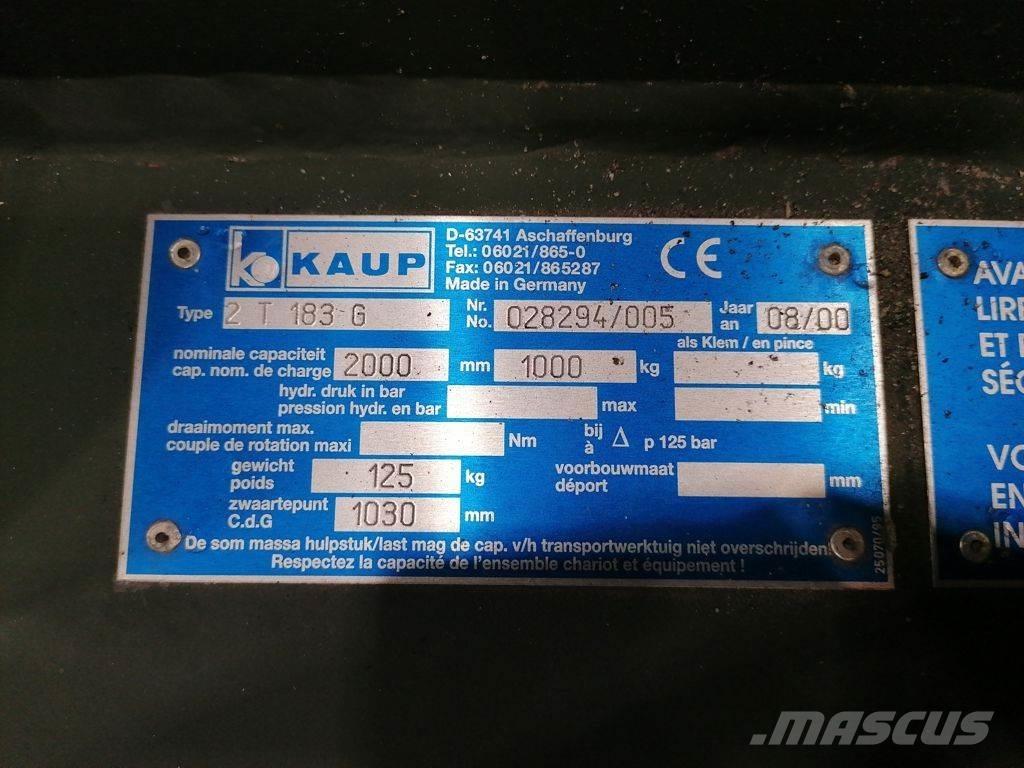 KAUP
D-63741 Aschaffenburg
Tel.: 06021/865-0
Fax: 06021/865287
Made in Germany
CE
Type 2 T 183 G
Nr. No. 028294/005
Jaar an 08/00
nominale capaciteit
cap. nom. de charge 2000 mm 1000 kg
als Klem / en pince
kg
hydr. druk in bar
pression hydr. en bar
max
min
draaimoment max.
couple de rotation maxi
Nm
bij à Δ p 125 bar
gewicht
poids 125 kg
voorbouwmaat
déport
mm
zwaartepunt
C.d.G 1030 mm
De som massa hulpstuk/last mag de cap. v/h transportwerktuig niet overschrijden!
Respectez la capacité de l'ensemble chariot et équipement !
25070/95
AVA
LIRE
ET
SÉC
VO
EN
IN
MASCUS